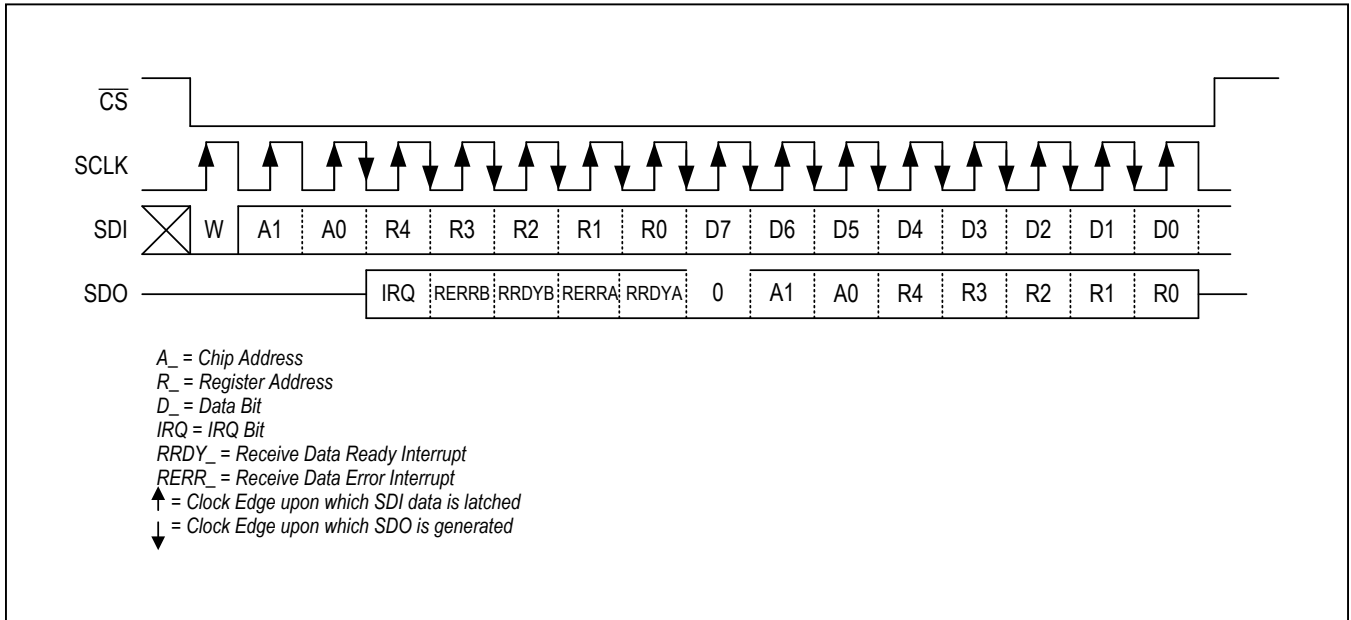 CS
SCLK
SDI W A1 A0 R4 R3 R2 R1 R0 D7 D6 D5 D4 D3 D2 D1 D0
SDO IRQ RERRB RRDYB RERRA RRDYA 0 A1 A0 R4 R3 R2 R1 R0
A_ = Chip Address
R_ = Register Address
D_ = Data Bit
IRQ = IRQ Bit
RRDY_ = Receive Data Ready Interrupt
RERR_ = Receive Data Error Interrupt
= Clock Edge upon which SDI data is latched
= Clock Edge upon which SDO is generated